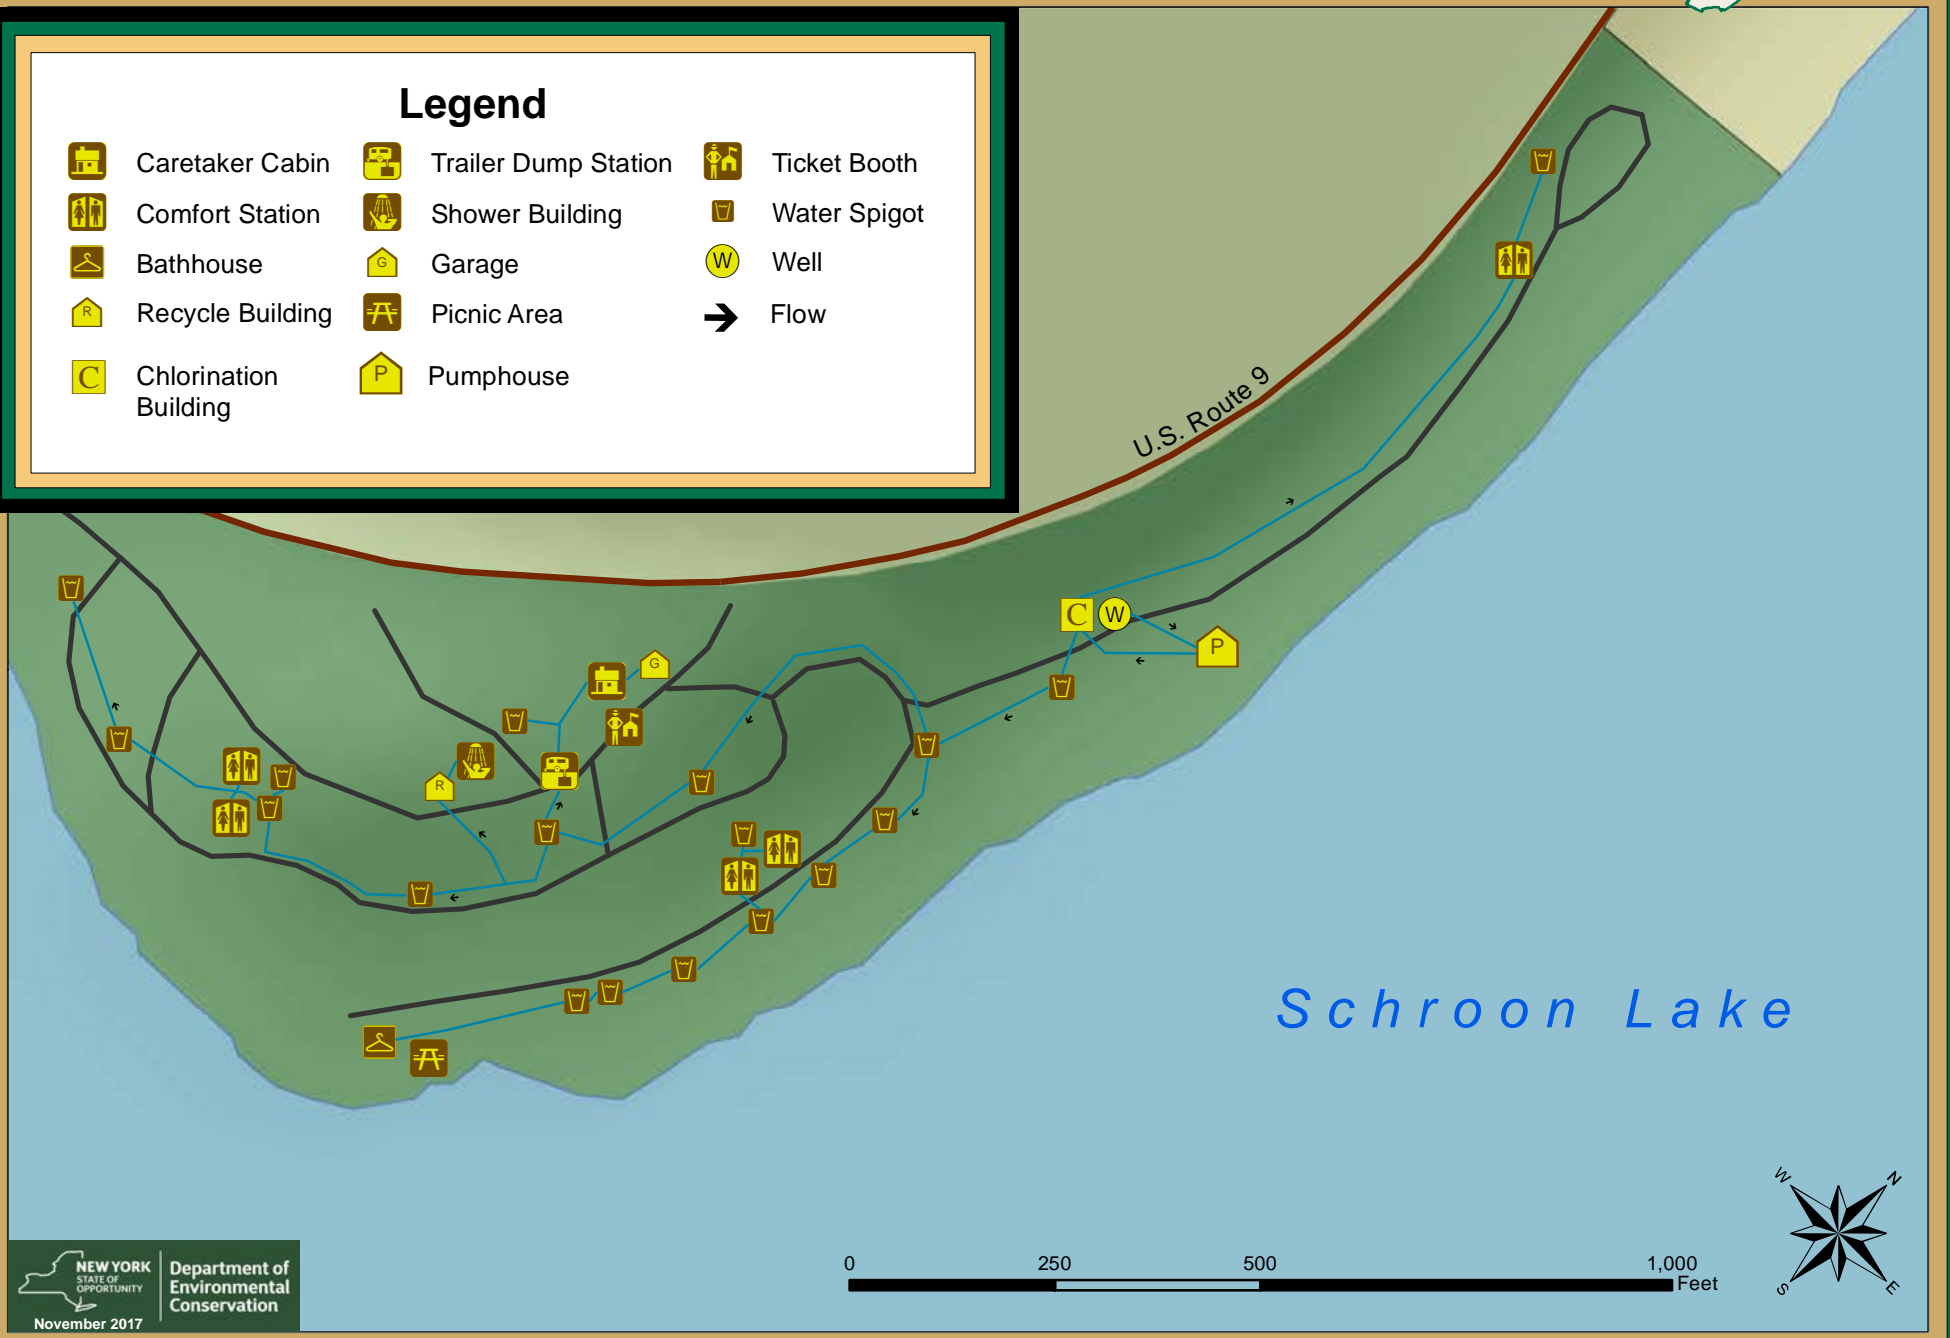 Legend
Caretaker Cabin
Trailer Dump Station
Ticket Booth
Comfort Station
Shower Building
Water Spigot
Bathhouse
G
Garage
W
Well
R
Recycle Building
Picnic Area
Flow
C
Chlorination
Building
P
Pumphouse
U.S. Route 9
C
W
P
G
R
Schroon Lake
W
N
S
E
0
250
500
1,000
Feet
NEW YORK
STATE OF
OPPORTUNITY
Department of
Environmental
Conservation
November 2017